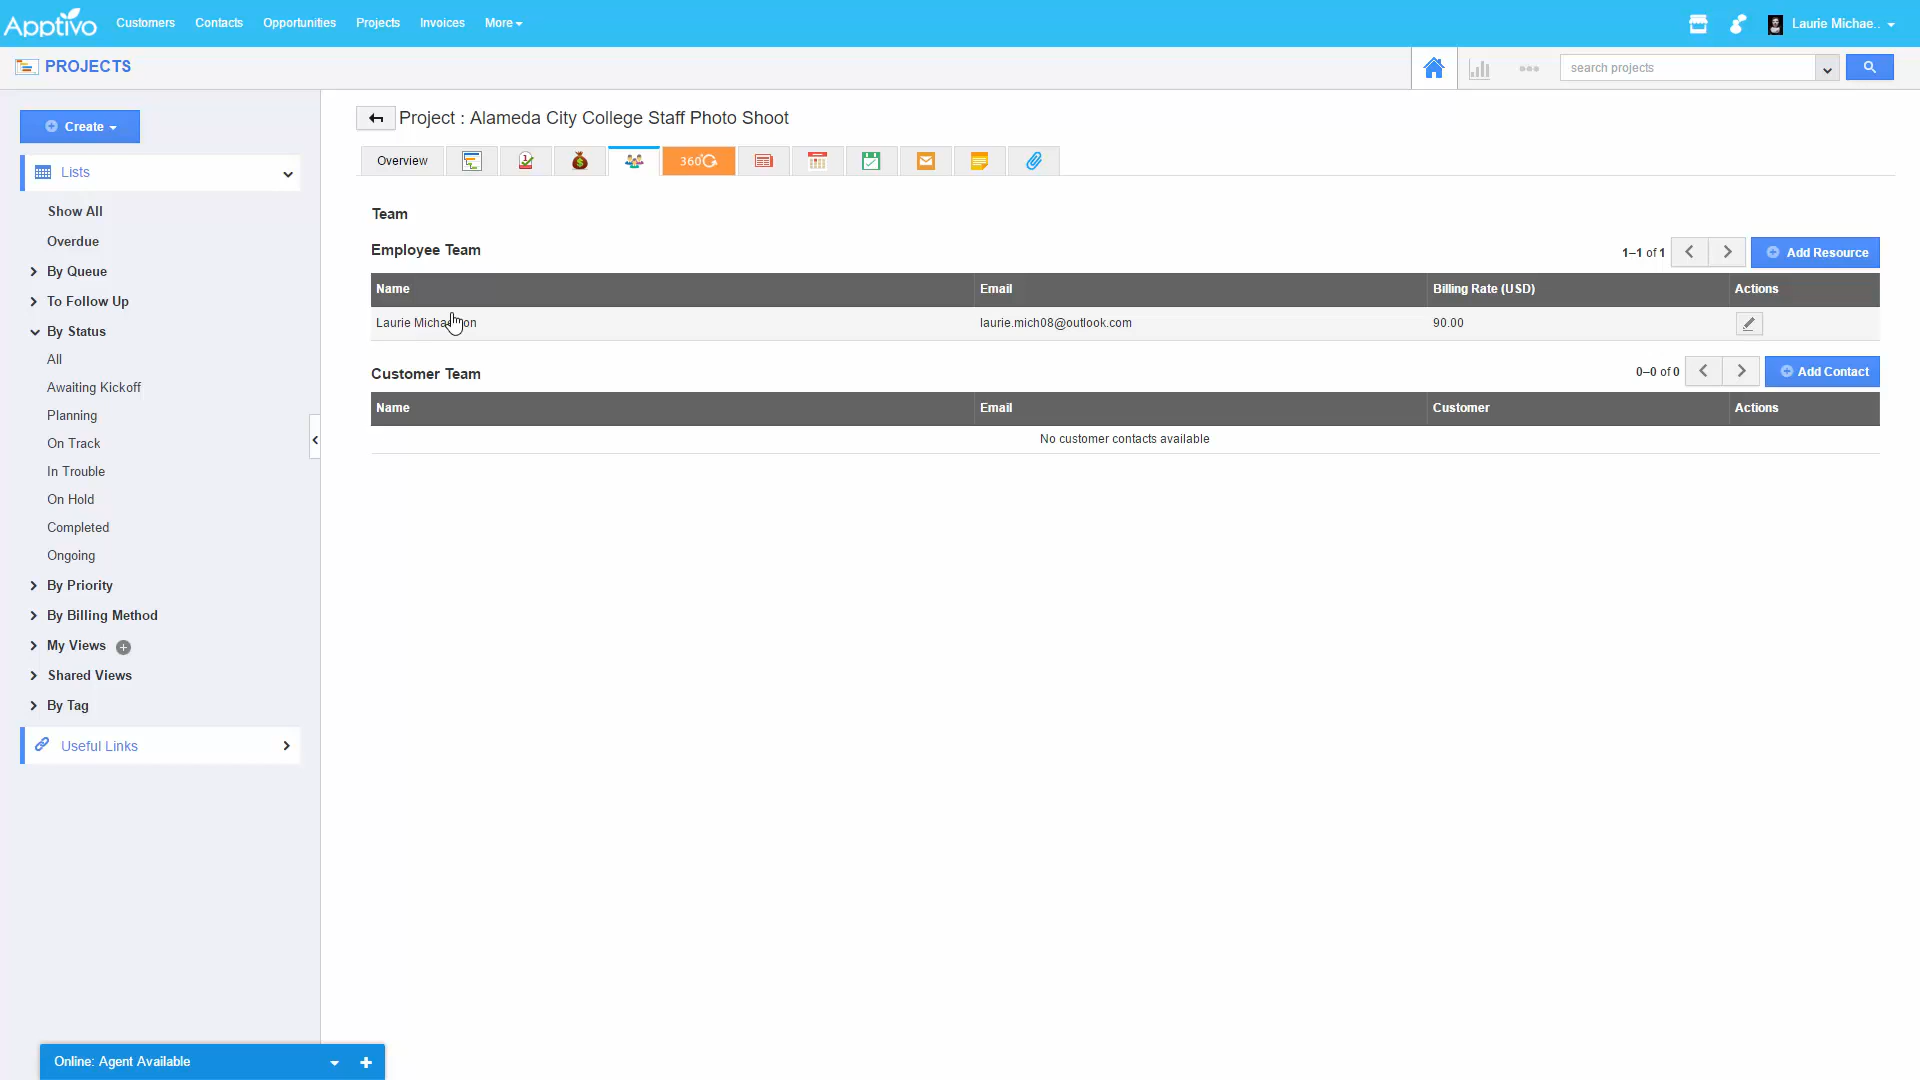 Apptivo
Customers Contacts Opportunities Projects Invoices More
Laurie Michae..
PROJECTS
search projects
Create
Lists
Show All
Overdue
By Queue
To Follow Up
By Status
All
Awaiting Kickoff
Planning
On Track
In Trouble
On Hold
Completed
Ongoing
By Priority
By Billing Method
My Views
Shared Views
By Tag
Useful Links
Project : Alameda City College Staff Photo Shoot
Overview
360°
Team
Employee Team
1–1 of 1
Add Resource
Name Email Billing Rate (USD) Actions
Laurie laurie.mich08@outlook.com 90.00
Customer Team
0–0 of 0
Add Contact
Name Email Customer Actions
No customer contacts available
Online: Agent Available